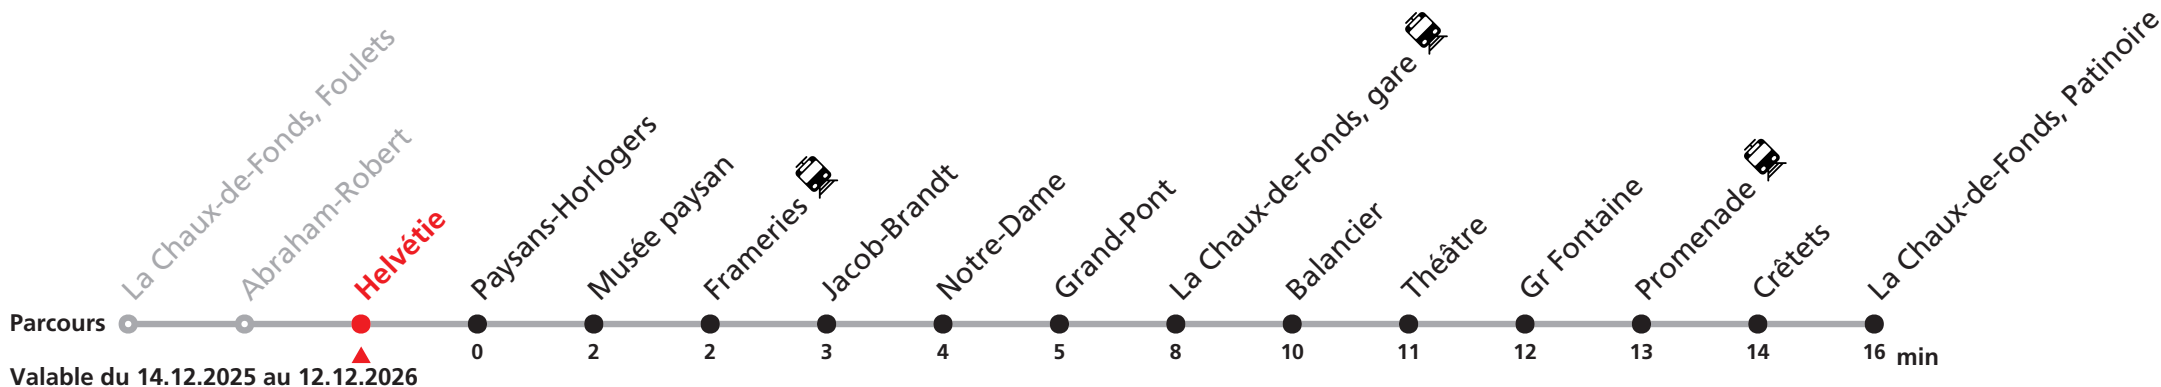 La Chaux-de-Fonds, Foulets
Abraham-Robert
Helvétie
Paysans-Horlogers
Musée paysan
Frameries
Jacob-Brandt
Notre-Dame
Grand-Pont
La Chaux-de-Fonds, gare
Balancier
Théâtre
Gr Fontaine
Promenade
Crêtets
La Chaux-de-Fonds, Patinoire
Parcours
0 2 2 3 4 5 8 10 11 12 13 14 16 min
Valable du 14.12.2025 au 12.12.2026